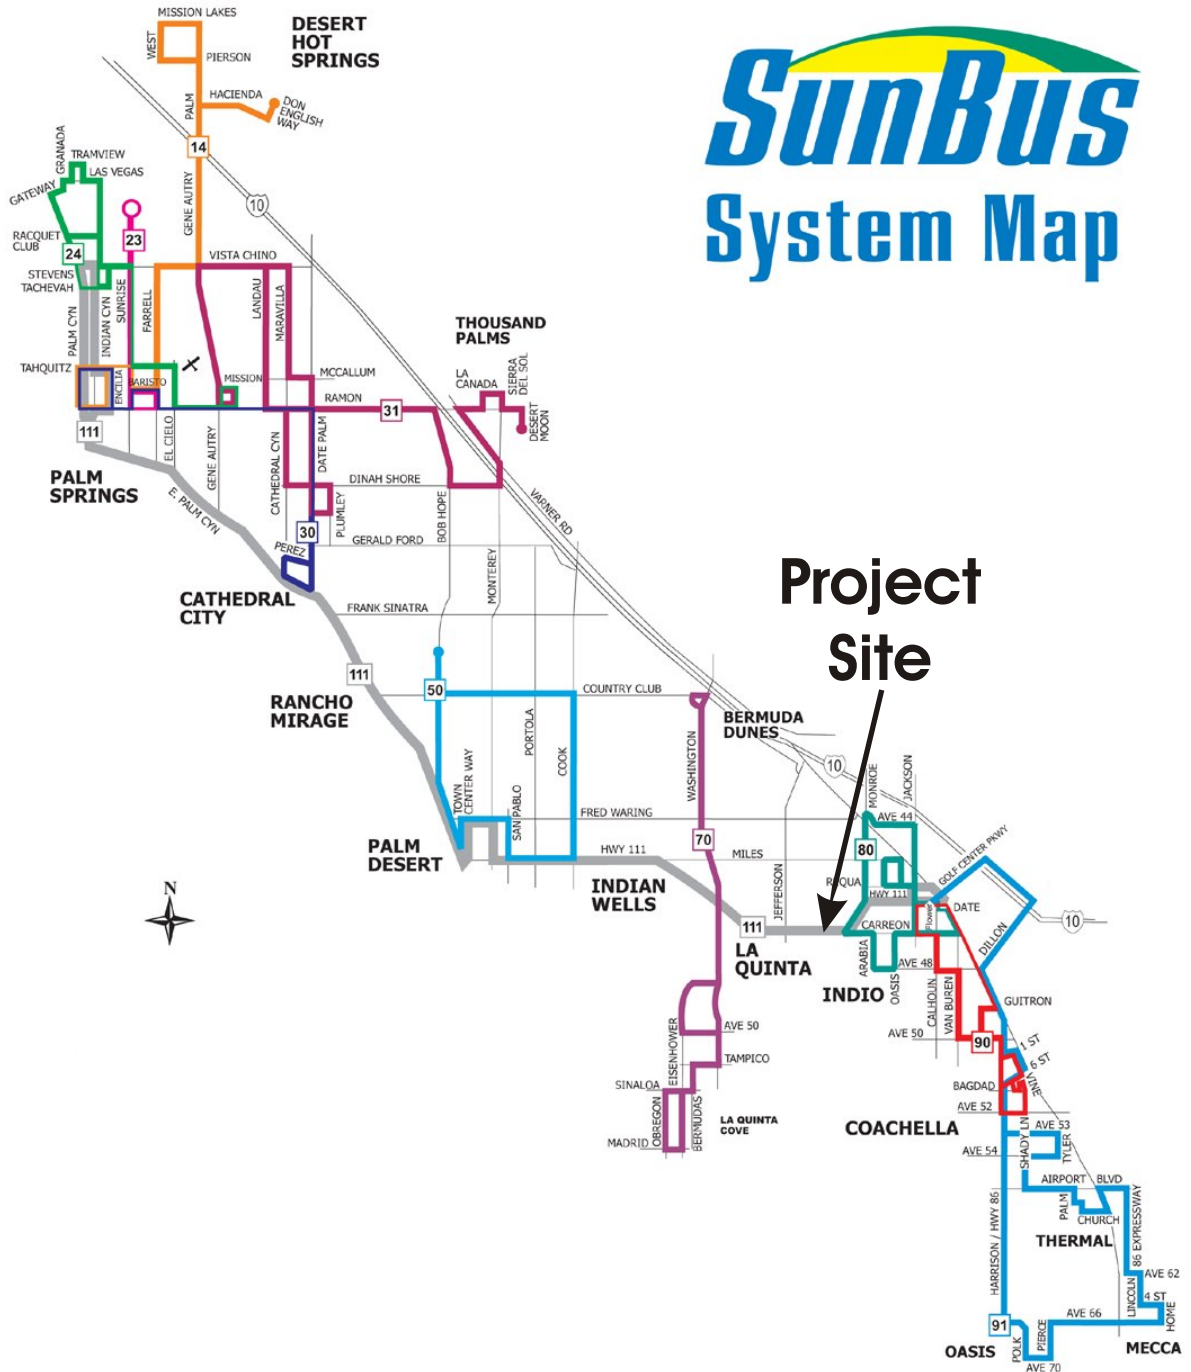 MISSION LAKES
WEST
PIERSON
DESERT
HOT
SPRINGS
PALM
HACIENDA
DON
ENGLISH
WAY
14
GENE AUTRY
10
SunBus
System Map
GRANADA
TRAMVIEW
LAS VEGAS
GATEWAY
RACQUET
CLUB
24
23
STEVENS
TACHEVAH
VISTA CHINO
PALM CYN
INDIAN CYN
SUNRISE
FARRELL
LANDAU
MARAVILLA
THOUSAND
PALMS
TAHQUITZ
ENCILIA
BARISTO
MISSION
MCCALLUM
RAMON
31
LA
CANADA
SIERRA
DEL SOL
DESERT
MOON
111
EL CIELO
GENE AUTRY
CATHEDRAL CYN
DATE PALM
PALM
SPRINGS
E. PALM CYN
DINAH SHORE
PLUMLEY
BOB HOPE
VARNER RD
30
PEREZ
GERALD FORD
MONTEREY
CATHEDRAL
CITY
FRANK SINATRA
Project
Site
111
RANCHO
MIRAGE
50
COUNTRY CLUB
BERMUDA
DUNES
TOWN
CENTER WAY
PORTOLA
COOK
WASHINGTON
10
MONROE
JACKSON
SAN PABLO
FRED WARING
AVE 44
PALM
DESERT
HWY 111
70
MILES
80
GOLF CENTER PKWY
INDIAN
WELLS
JEFFERSON
REQUA
HWY 111
Flower
DATE
N
111
CARREON
10
DILLON
LA
QUINTA
ARABIA
OASIS
AVE 48
INDIO
CALHOUN
VAN BUREN
GUITRON
EISENHOWER
AVE 50
AVE 50
90
1 ST
6 ST
TAMPICO
SINALOA
BAGDAD
VINE
OBREGON
BERMUDAS
LA QUINTA
COVE
AVE 52
MADRID
COACHELLA
SHADY LN
AVE 53
AVE 54
TYLER
AIRPORT BLVD
PALM
CHURCH
HARRISON / HWY 86
86 EXPRESSWAY
THERMAL
AVE 62
LINCOLN
4 ST
HOME
91
AVE 66
OASIS
POLK
PIERCE
MECCA
AVE 70